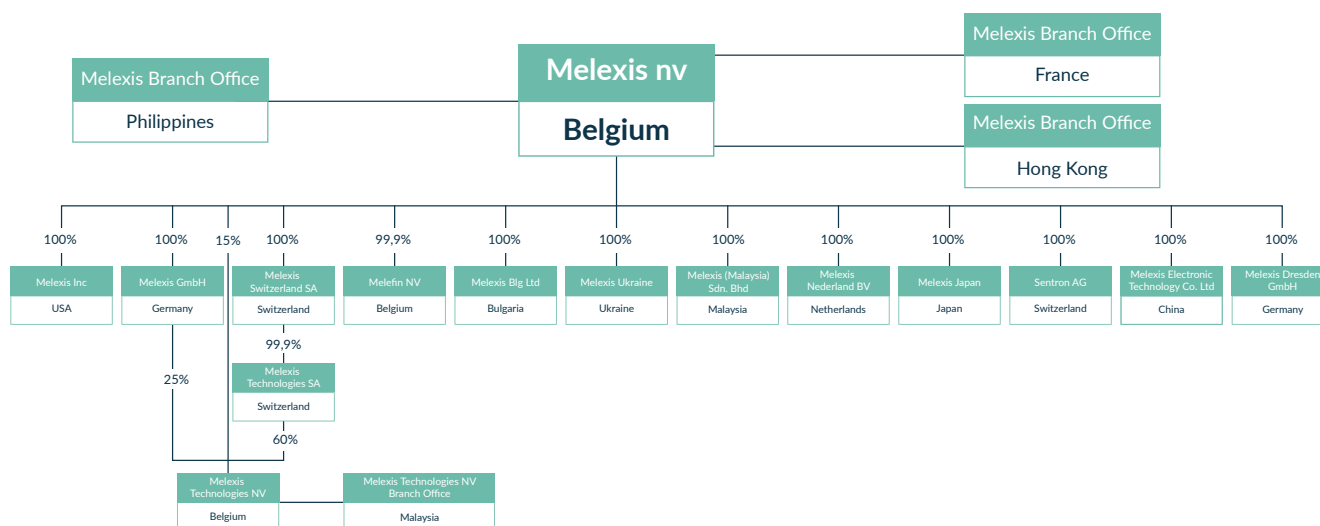 Melexis Branch Office
Philippines
Melexis nv
Belgium
Melexis Branch Office
France
Melexis Branch Office
Hong Kong
100%
100%
15%
100%
99,9%
100%
100%
100%
100%
100%
100%
100%
100%
Melexis Inc
USA
Melexis GmbH
Germany
Melexis
Switzerland SA
Switzerland
Melefin NV
Belgium
Melexis Blg Ltd
Bulgaria
Melexis Ukraine
Ukraine
Melexis (Malaysia)
Sdn. Bhd
Malaysia
Melexis
Nederland BV
Netherlands
Melexis Japan
Japan
Sentron AG
Switzerland
Melexis Electronic
Technology Co. Ltd
China
Melexis Dresden
GmbH
Germany
99,9%
25%
Melexis
Technologies SA
Switzerland
60%
Melexis
Technologies NV
Belgium
Melexis Technologies NV
Branch Office
Malaysia